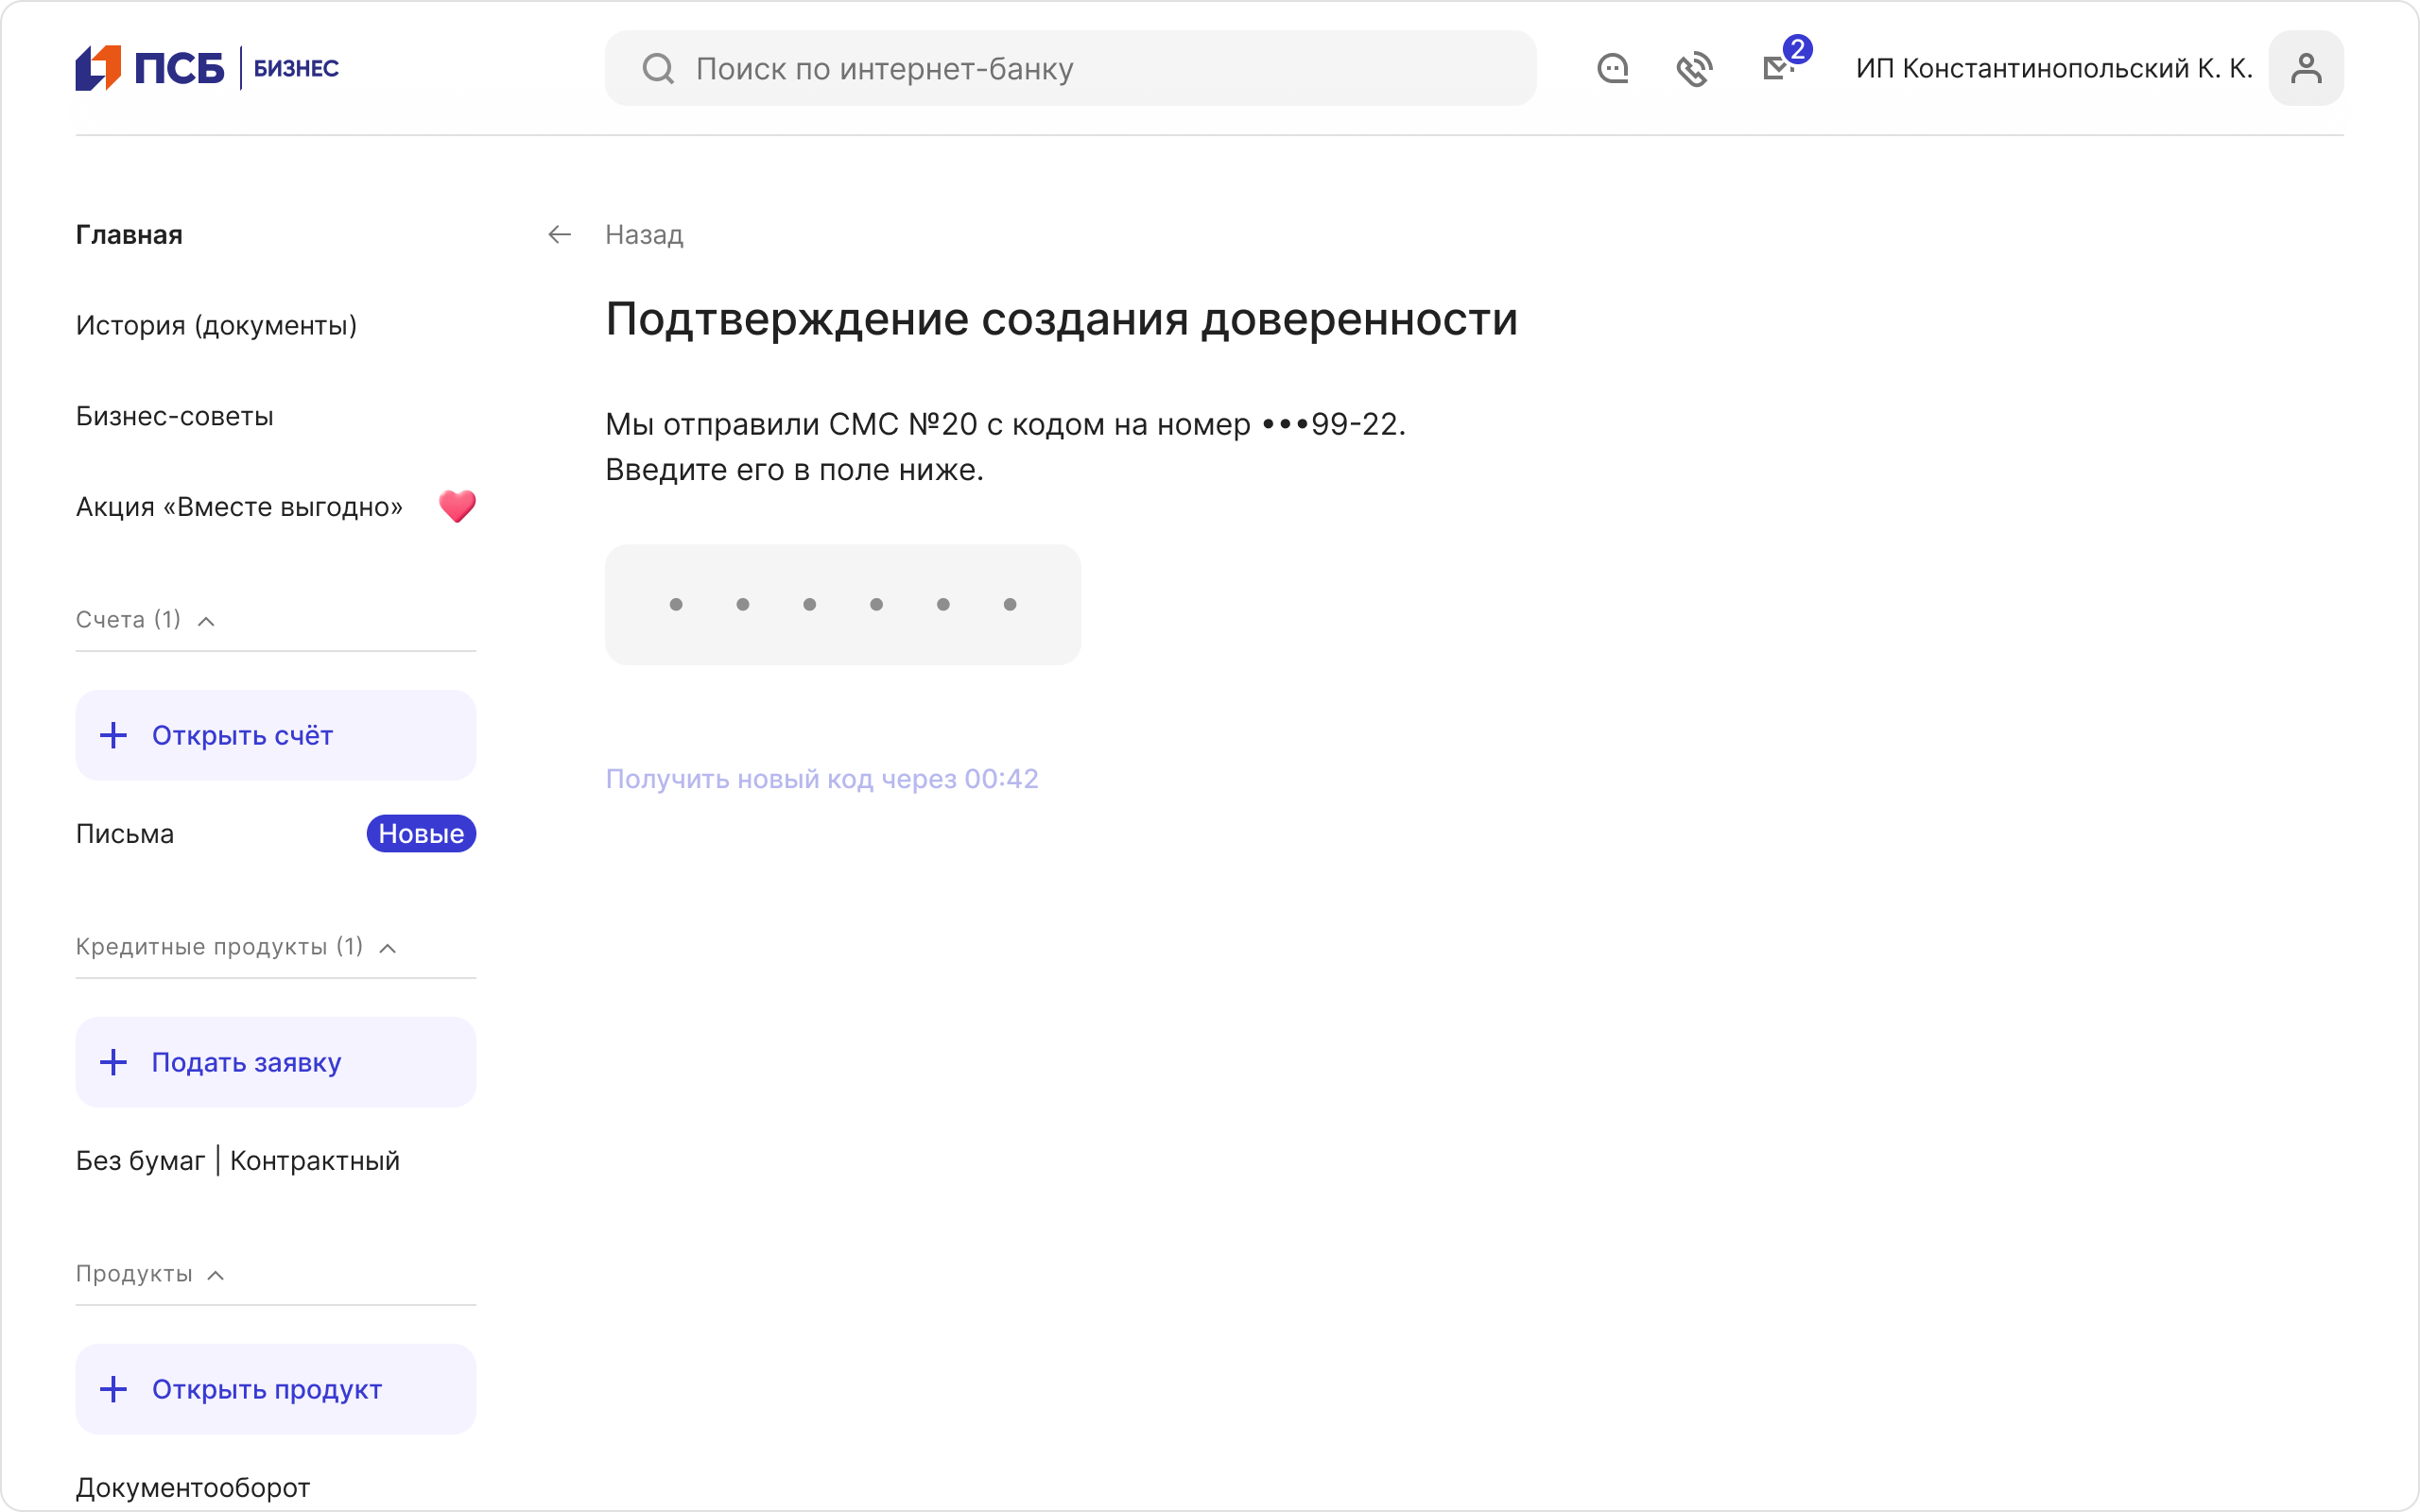 ПСБ БИЗНЕС
Поиск по интернет-банку
2
ИП Константинопольский К. К.
Главная
История (документы)
Бизнес-советы
Акция «Вместе выгодно»
Счета (1)
Открыть счёт
Письма
Новые
Кредитные продукты (1)
Подать заявку
Без бумаг | Контрактный
Продукты
Открыть продукт
Документооборот
Назад
Подтверждение создания доверенности
Мы отправили СМС №20 с кодом на номер •••99-22.
Введите его в поле ниже.
Получить новый код через 00:42